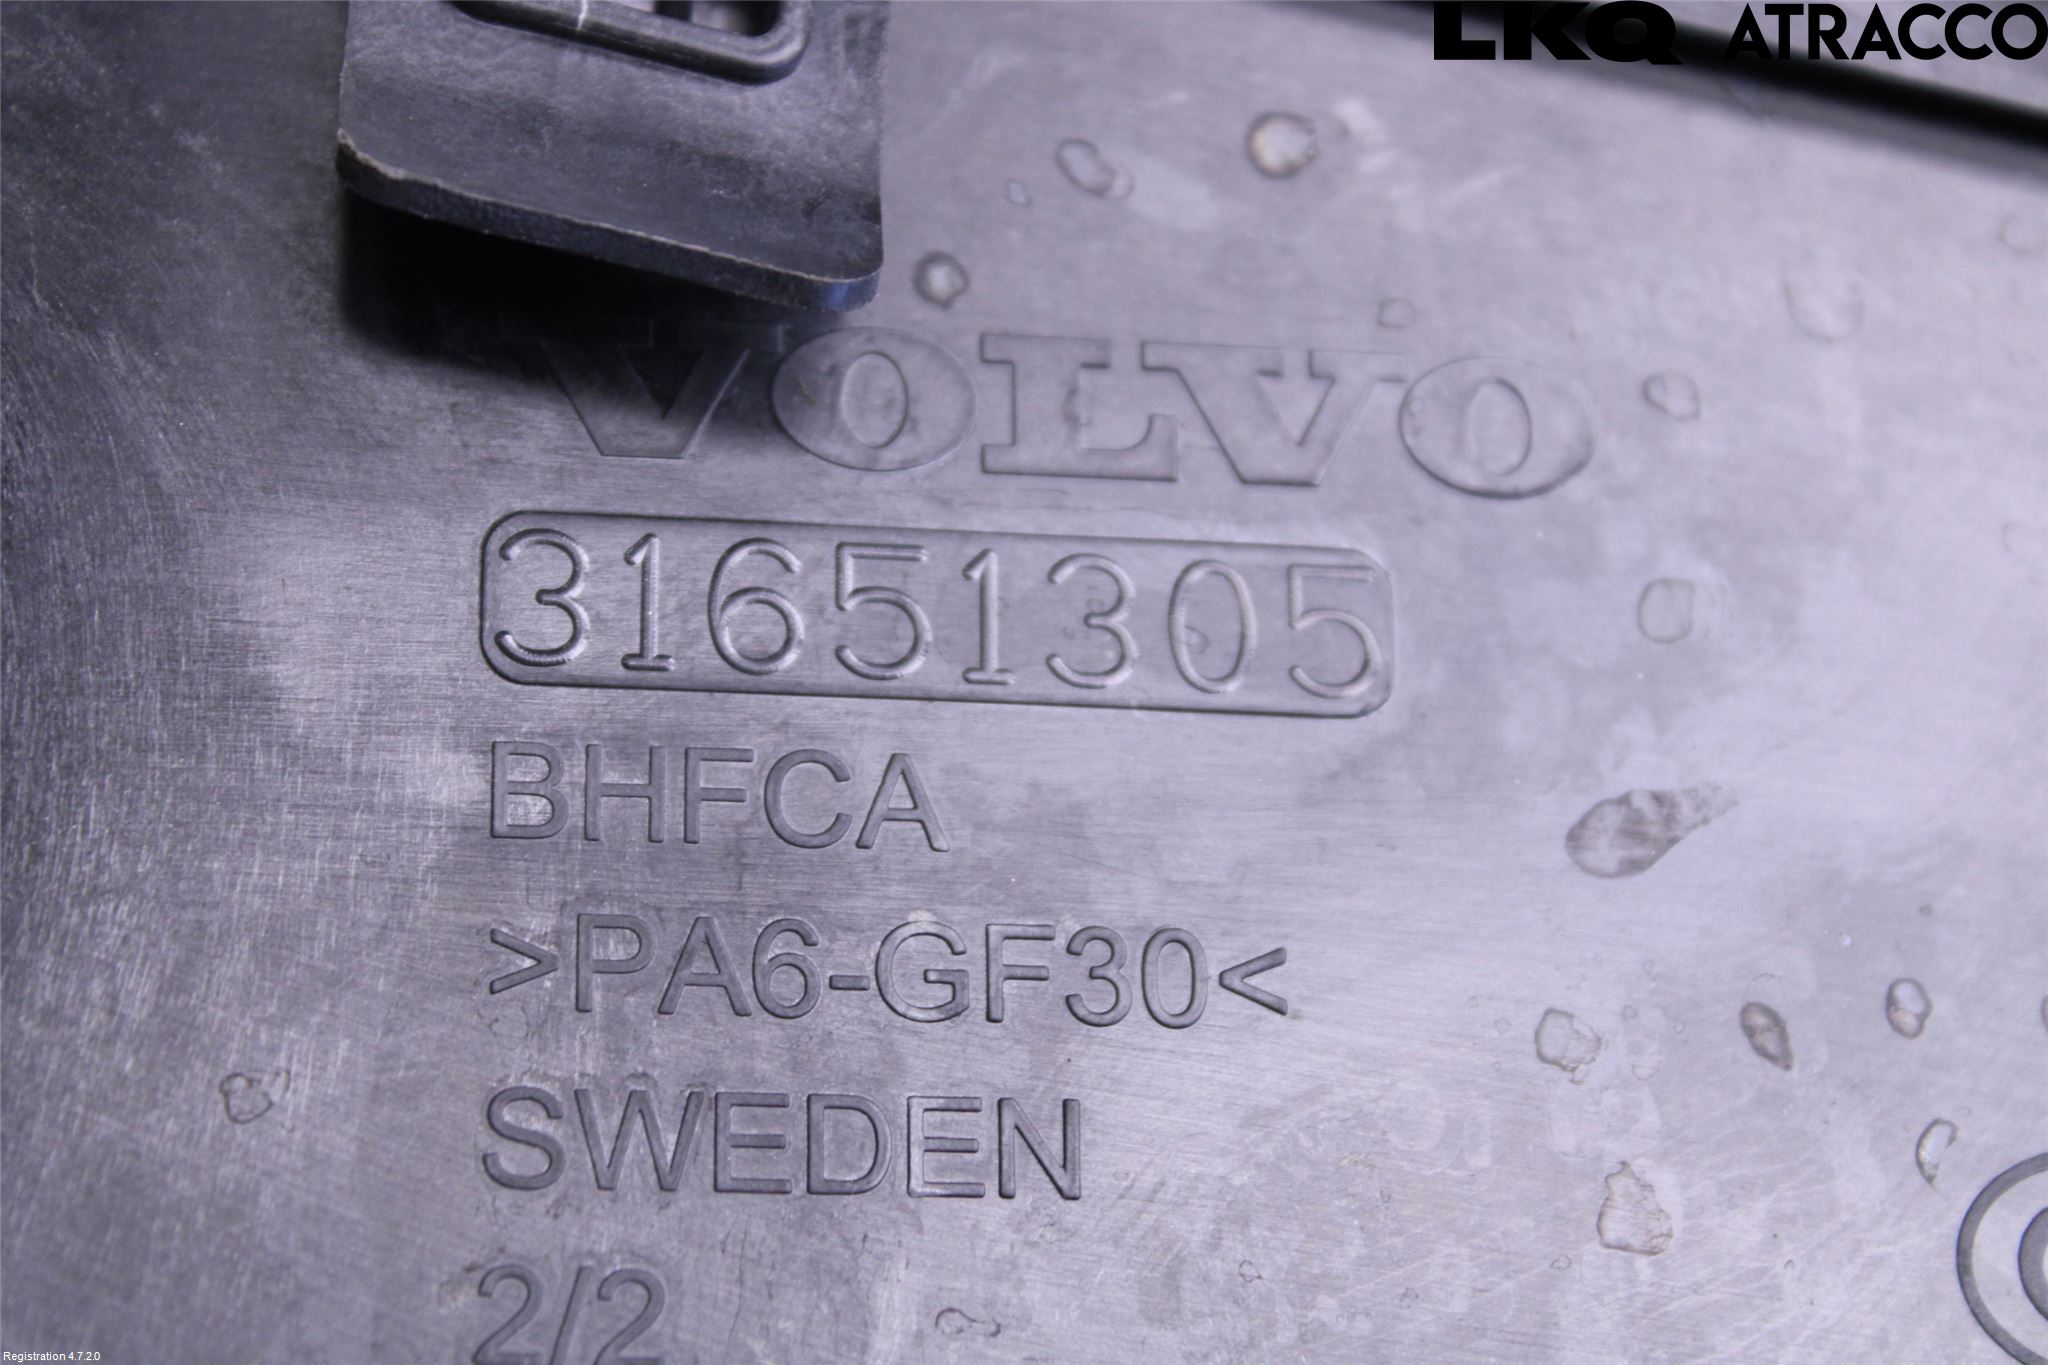 LKQ ATRACCO
VOLVO
31651305
BHFCA
>PA6-GF30<
SWEDEN
2/2
Registration 4.7.2.0